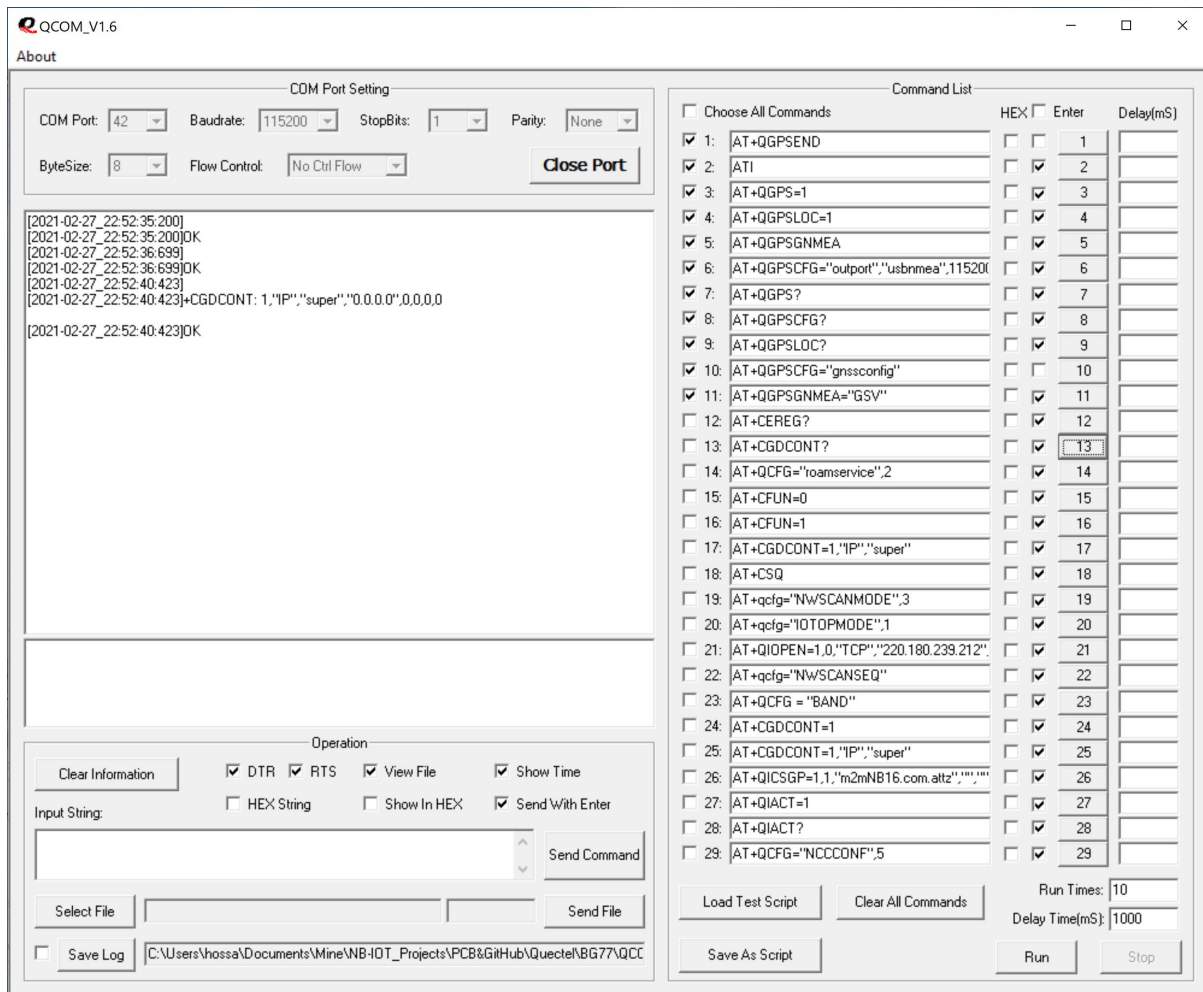 QCOM_V1.6
About
COM Port Setting
COM Port: 42 Baudrate: 115200 StopBits: 1 Parity: None
ByteSize: 8 Flow Control: No Ctrl Flow Close Port
[2021-02-27_22:52:35:200]
[2021-02-27_22:52:35:200]OK
[2021-02-27_22:52:36:699]
[2021-02-27_22:52:36:699]OK
[2021-02-27_22:52:40:423]
[2021-02-27_22:52:40:423]+CGDCONT: 1,"IP","super","0.0.0.0",0,0,0,0
[2021-02-27_22:52:40:423]OK
Operation
Clear Information DTR RTS View File Show Time
HEX String Show In HEX Send With Enter
Input String:
Send Command
Select File Send File
Save Log C:\Users\hossa\Documents\Mine\NB-IOT_Projects\PCB&GitHub\Quectel\BG77\QCC
Command List
Choose All Commands HEX Enter Delay(mS)
1: AT+QGPSEND 1
2: ATI 2
3: AT+QGPS=1 3
4: AT+QGPSLOC=1 4
5: AT+QGPSGNMEA 5
6: AT+QGPSCFG="outport","usbnmea",115200 6
7: AT+QGPS? 7
8: AT+QGPSCFG? 8
9: AT+QGPSLOC? 9
10: AT+QGPSCFG="gnssconfig" 10
11: AT+QGPSGNMEA="GSV" 11
12: AT+CEREG? 12
13: AT+CGDCONT? 13
14: AT+QCFG="roamservice",2 14
15: AT+CFUN=0 15
16: AT+CFUN=1 16
17: AT+CGDCONT=1,"IP","super" 17
18: AT+CSQ 18
19: AT+qcfg="NWSCANMODE",3 19
20: AT+qcfg="IOTOPMODE",1 20
21: AT+QIOPEN=1,0,"TCP","220.180.239.212", 21
22: AT+qcfg="NWSCANSEQ" 22
23: AT+QCFG = "BAND" 23
24: AT+CGDCONT=1 24
25: AT+CGDCONT=1,"IP","super" 25
26: AT+QICSGP=1,1,"m2mNB16.com.attz","","" 26
27: AT+QIACT=1 27
28: AT+QIACT? 28
29: AT+QCFG="NCCCONF",5 29
Load Test Script Clear All Commands Run Times: 10
Delay Time(mS): 1000
Save As Script Run Stop